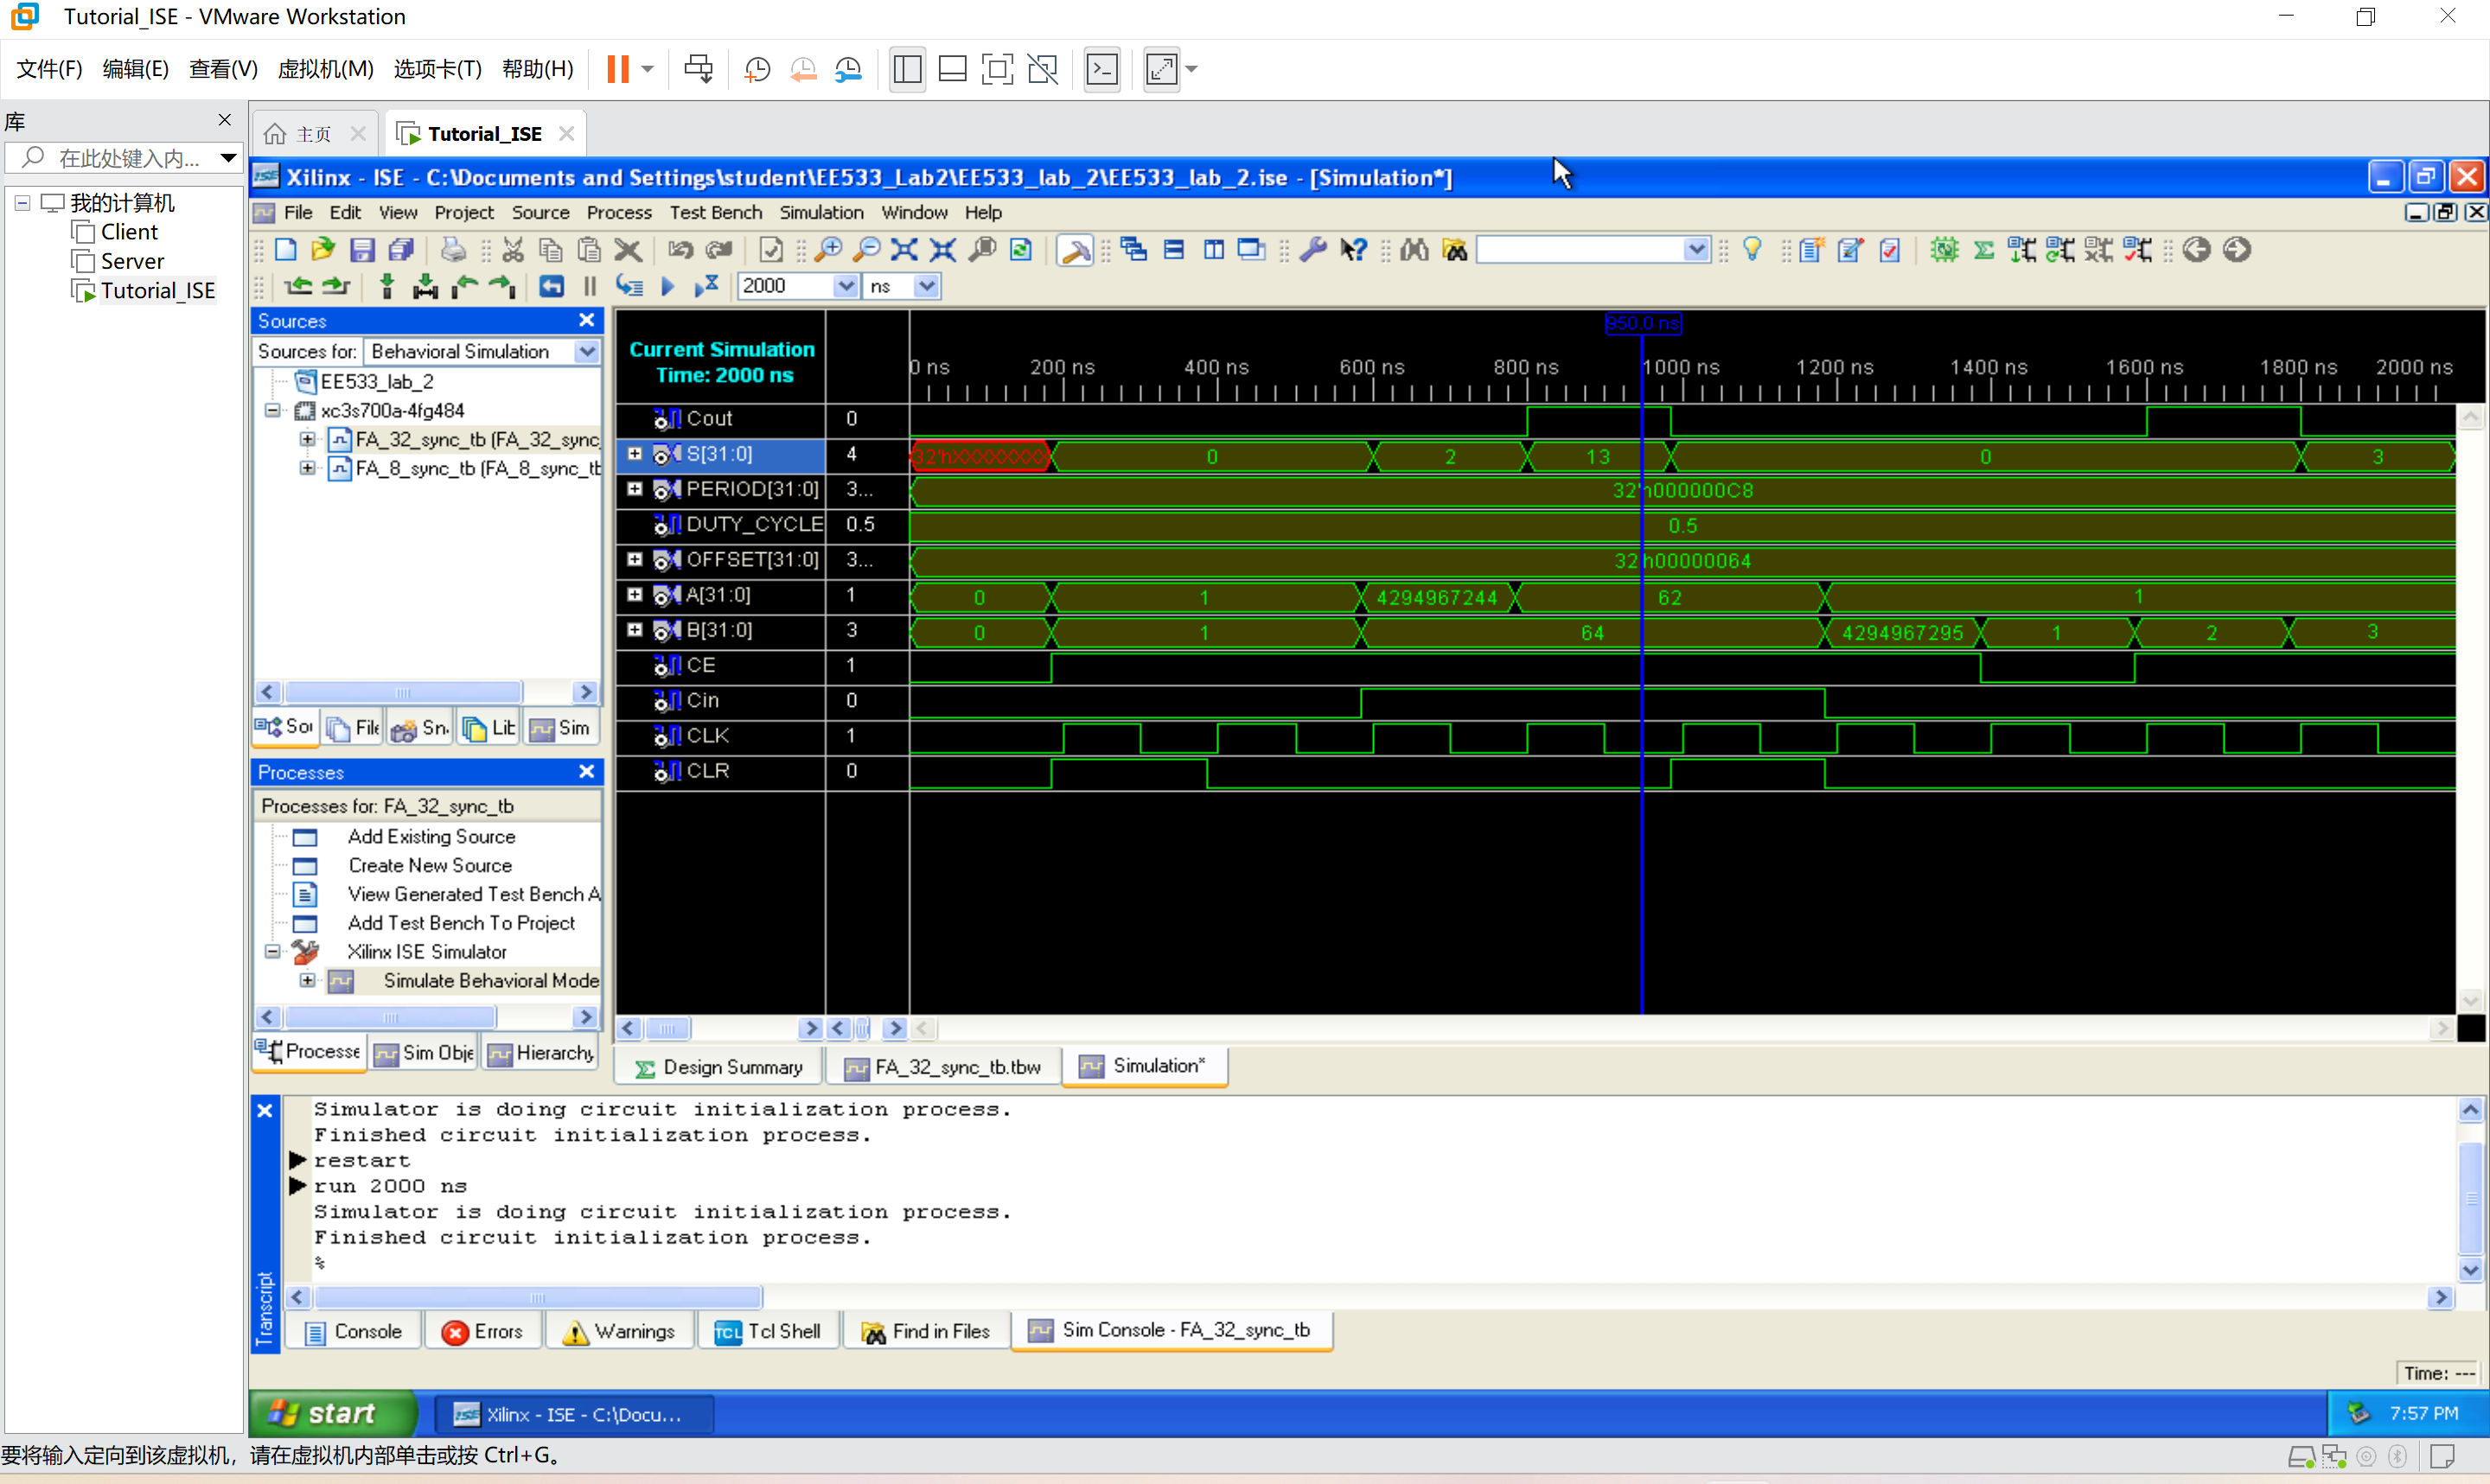 Tutorial_ISE - VMware Workstation
文件(F) 编辑(E) 查看(V) 虚拟机(M) 选项卡(T) 帮助(H)
库
在此处键入内...
我的计算机
Client
Server
Tutorial_ISE
主页
Tutorial_ISE
Xilinx - ISE - C:\Documents and Settings\student\EE533_Lab2\EE533_lab_2\EE533_lab_2.ise - [Simulation*]
File Edit View Project Source Process Test Bench Simulation Window Help
2000 ns
Sources
Sources for: Behavioral Simulation
EE533_lab_2
xc3s700a-4fg484
FA_32_sync_tb (FA_32_sync_
FA_8_sync_tb (FA_8_sync_tb
Sou File Sn. Lib Sim
Processes
Processes for: FA_32_sync_tb
Add Existing Source
Create New Source
View Generated Test Bench A
Add Test Bench To Project
Xilinx ISE Simulator
Simulate Behavioral Mode
Processe Sim Obje Hierarchy
950.0 ns
Current Simulation
Time: 2000 ns
0 ns 200 ns 400 ns 600 ns 800 ns 1000 ns 1200 ns 1400 ns 1600 ns 1800 ns 2000 ns
Cout 0
S[31:0] 4 32'hXXXXXXXX 0 2 13 0 3
PERIOD[31:0] 3... 32'h000000C8
DUTY_CYCLE 0.5 0.5
OFFSET[31:0] 3... 32'h00000064
A[31:0] 1 0 1 4294967244 62 1
B[31:0] 3 0 1 64 4294967295 1 2 3
CE 1
Cin 0
CLK 1
CLR 0
Design Summary FA_32_sync_tb.tbw Simulation*
Simulator is doing circuit initialization process.
Finished circuit initialization process.
restart
run 2000 ns
Simulator is doing circuit initialization process.
Finished circuit initialization process.
%
Transcript
Console Errors Warnings Tcl Shell Find in Files Sim Console - FA_32_sync_tb
Time: ---
start Xilinx - ISE - C:\Docu... 7:57 PM
要将输入定向到该虚拟机，请在虚拟机内部单击或按 Ctrl+G。